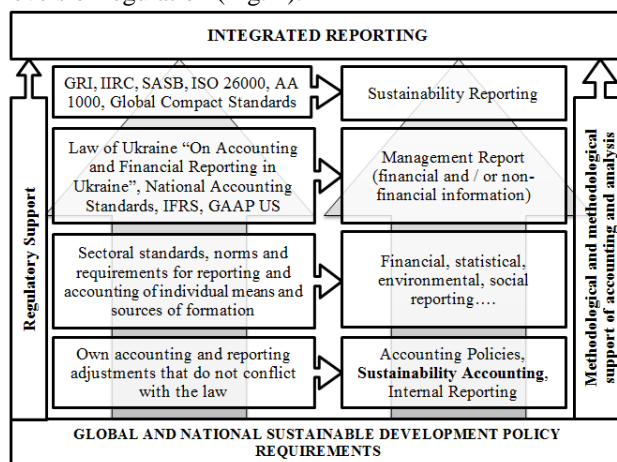 INTEGRATED REPORTING
GRI, IIRC, SASB, ISO 26000, AA
1000, Global Compact Standards
Sustainability Reporting
Law of Ukraine “On Accounting
and Financial Reporting in
Ukraine”, National Accounting
Standards, IFRS, GAAP US
Management Report
(financial and / or non-
financial information)
Sectoral standards, norms and
requirements for reporting and
accounting of individual means and
sources of formation
Financial, statistical,
environmental, social
reporting….
Own accounting and reporting
adjustments that do not conflict
with the law
Accounting Policies,
Sustainability Accounting,
Internal Reporting
Regulatory Support
Methodological and methodological
support of accounting and analysis
GLOBAL AND NATIONAL SUSTAINABLE DEVELOPMENT POLICY
REQUIREMENTS